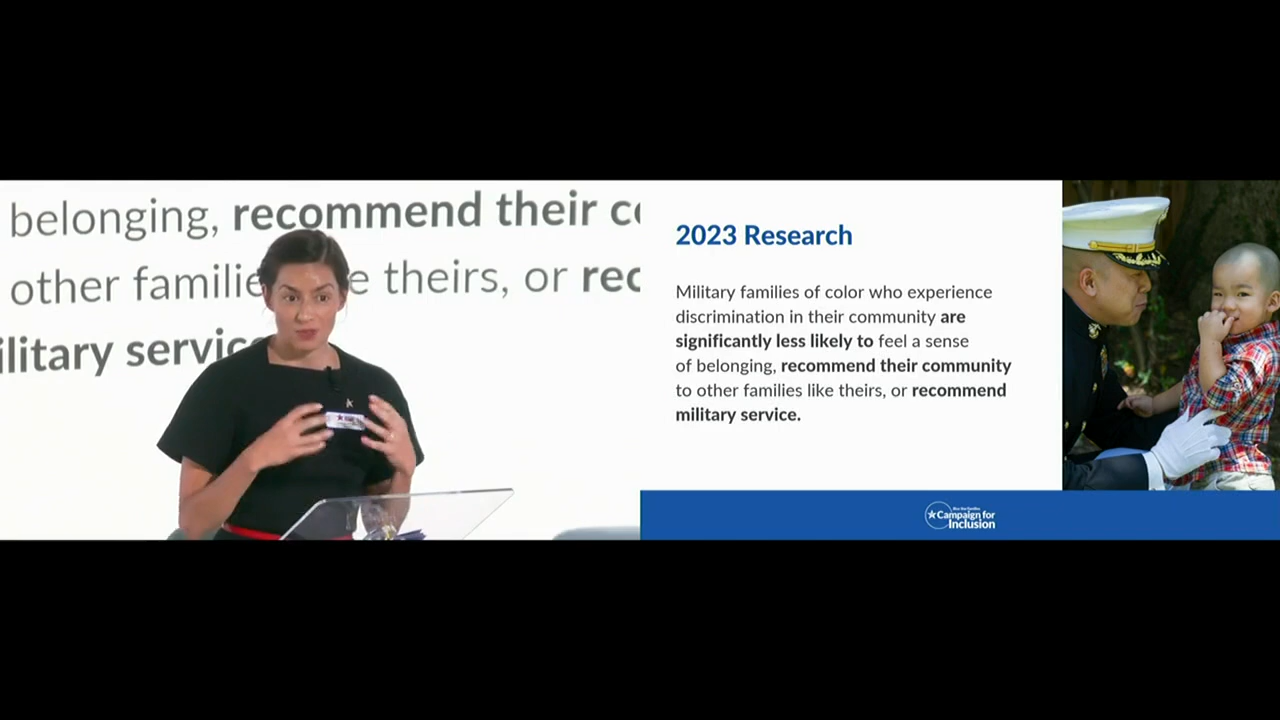 belonging, recommend their
other familie e theirs, or rec
ilitary servic
2023 Research
Military families of color who experience
discrimination in their community are
significantly less likely to feel a sense
of belonging, recommend their community
to other families like theirs, or recommend
military service.
Campaign for
Inclusion